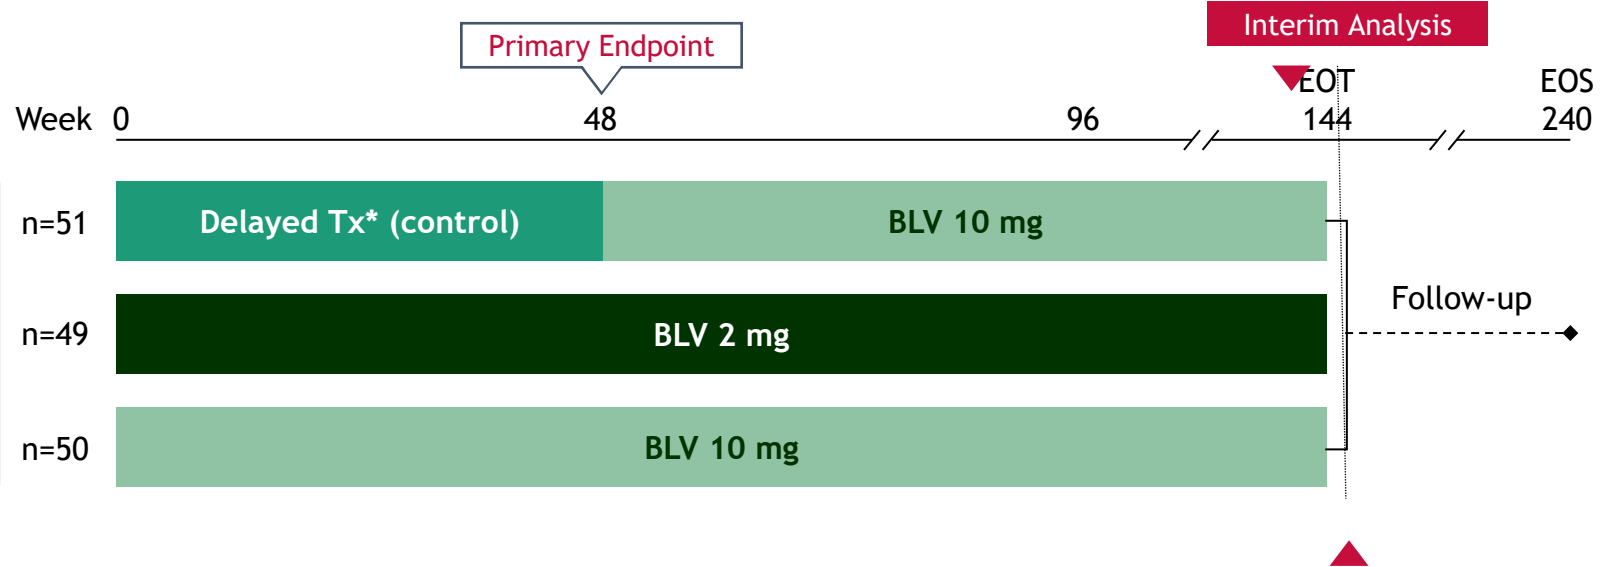 Interim Analysis
Primary Endpoint
EOT
EOS
Week 0 48 96 144 240
n=51 Delayed Tx* (control) BLV 10 mg
Follow-up
n=49 BLV 2 mg
n=50 BLV 10 mg